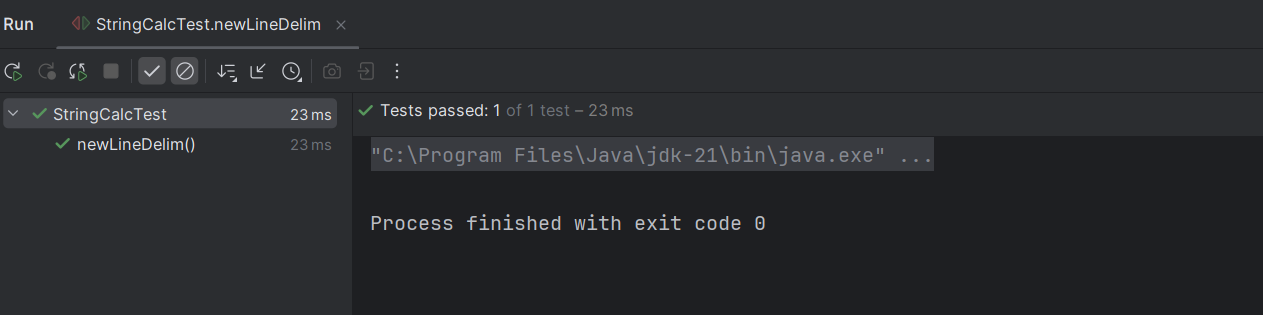 Run StringCalcTest.newLineDelim
StringCalcTest 23 ms
newLineDelim() 23 ms
Tests passed: 1 of 1 test – 23 ms
"C:\Program Files\Java\jdk-21\bin\java.exe" ...
Process finished with exit code 0